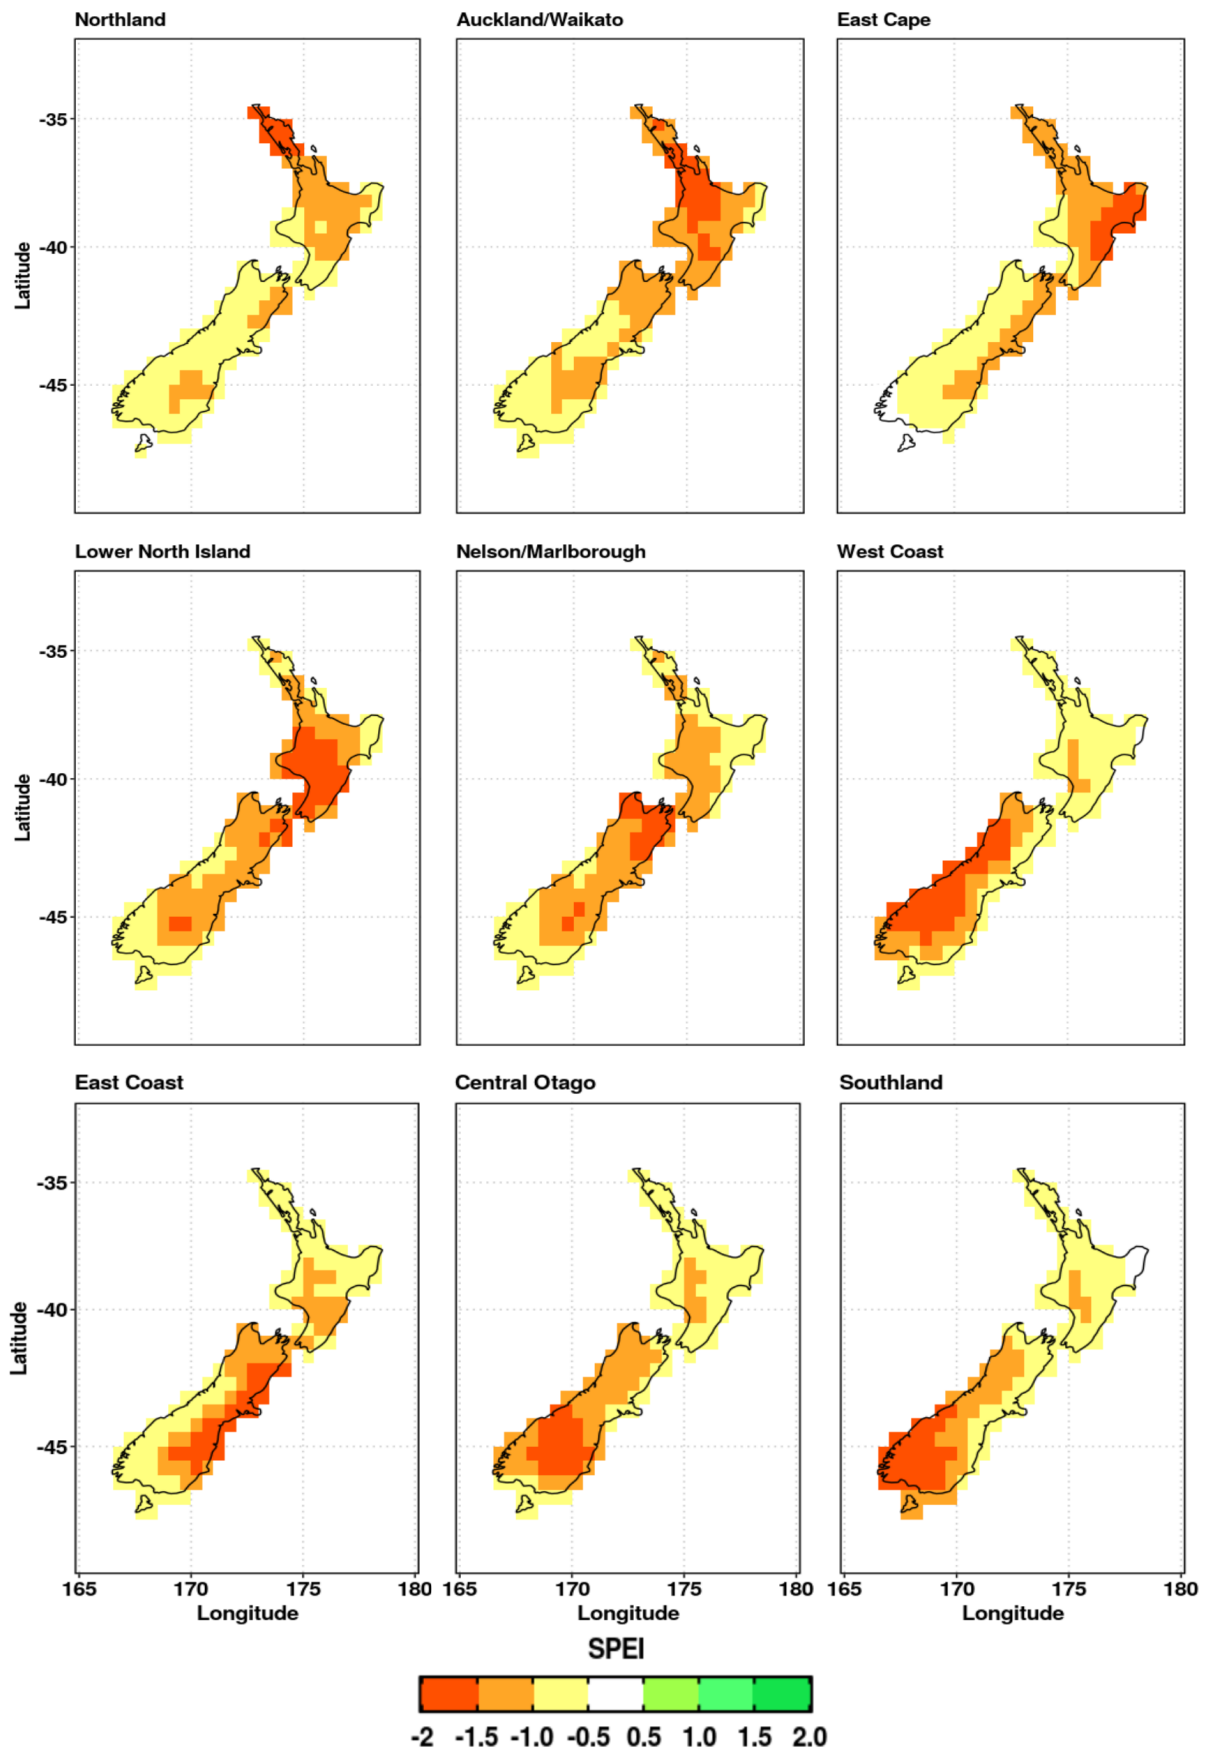 Northland
Auckland/Waikato
East Cape
-35
-40
-45
Latitude
Lower North Island
Nelson/Marlborough
West Coast
-35
-40
-45
Latitude
East Coast
Central Otago
Southland
-35
-40
-45
Latitude
165 170 175 180 165 170 175 180 165 170 175 180
Longitude Longitude Longitude
SPEI
-2 -1.5 -1.0 -0.5 0.5 1.0 1.5 2.0